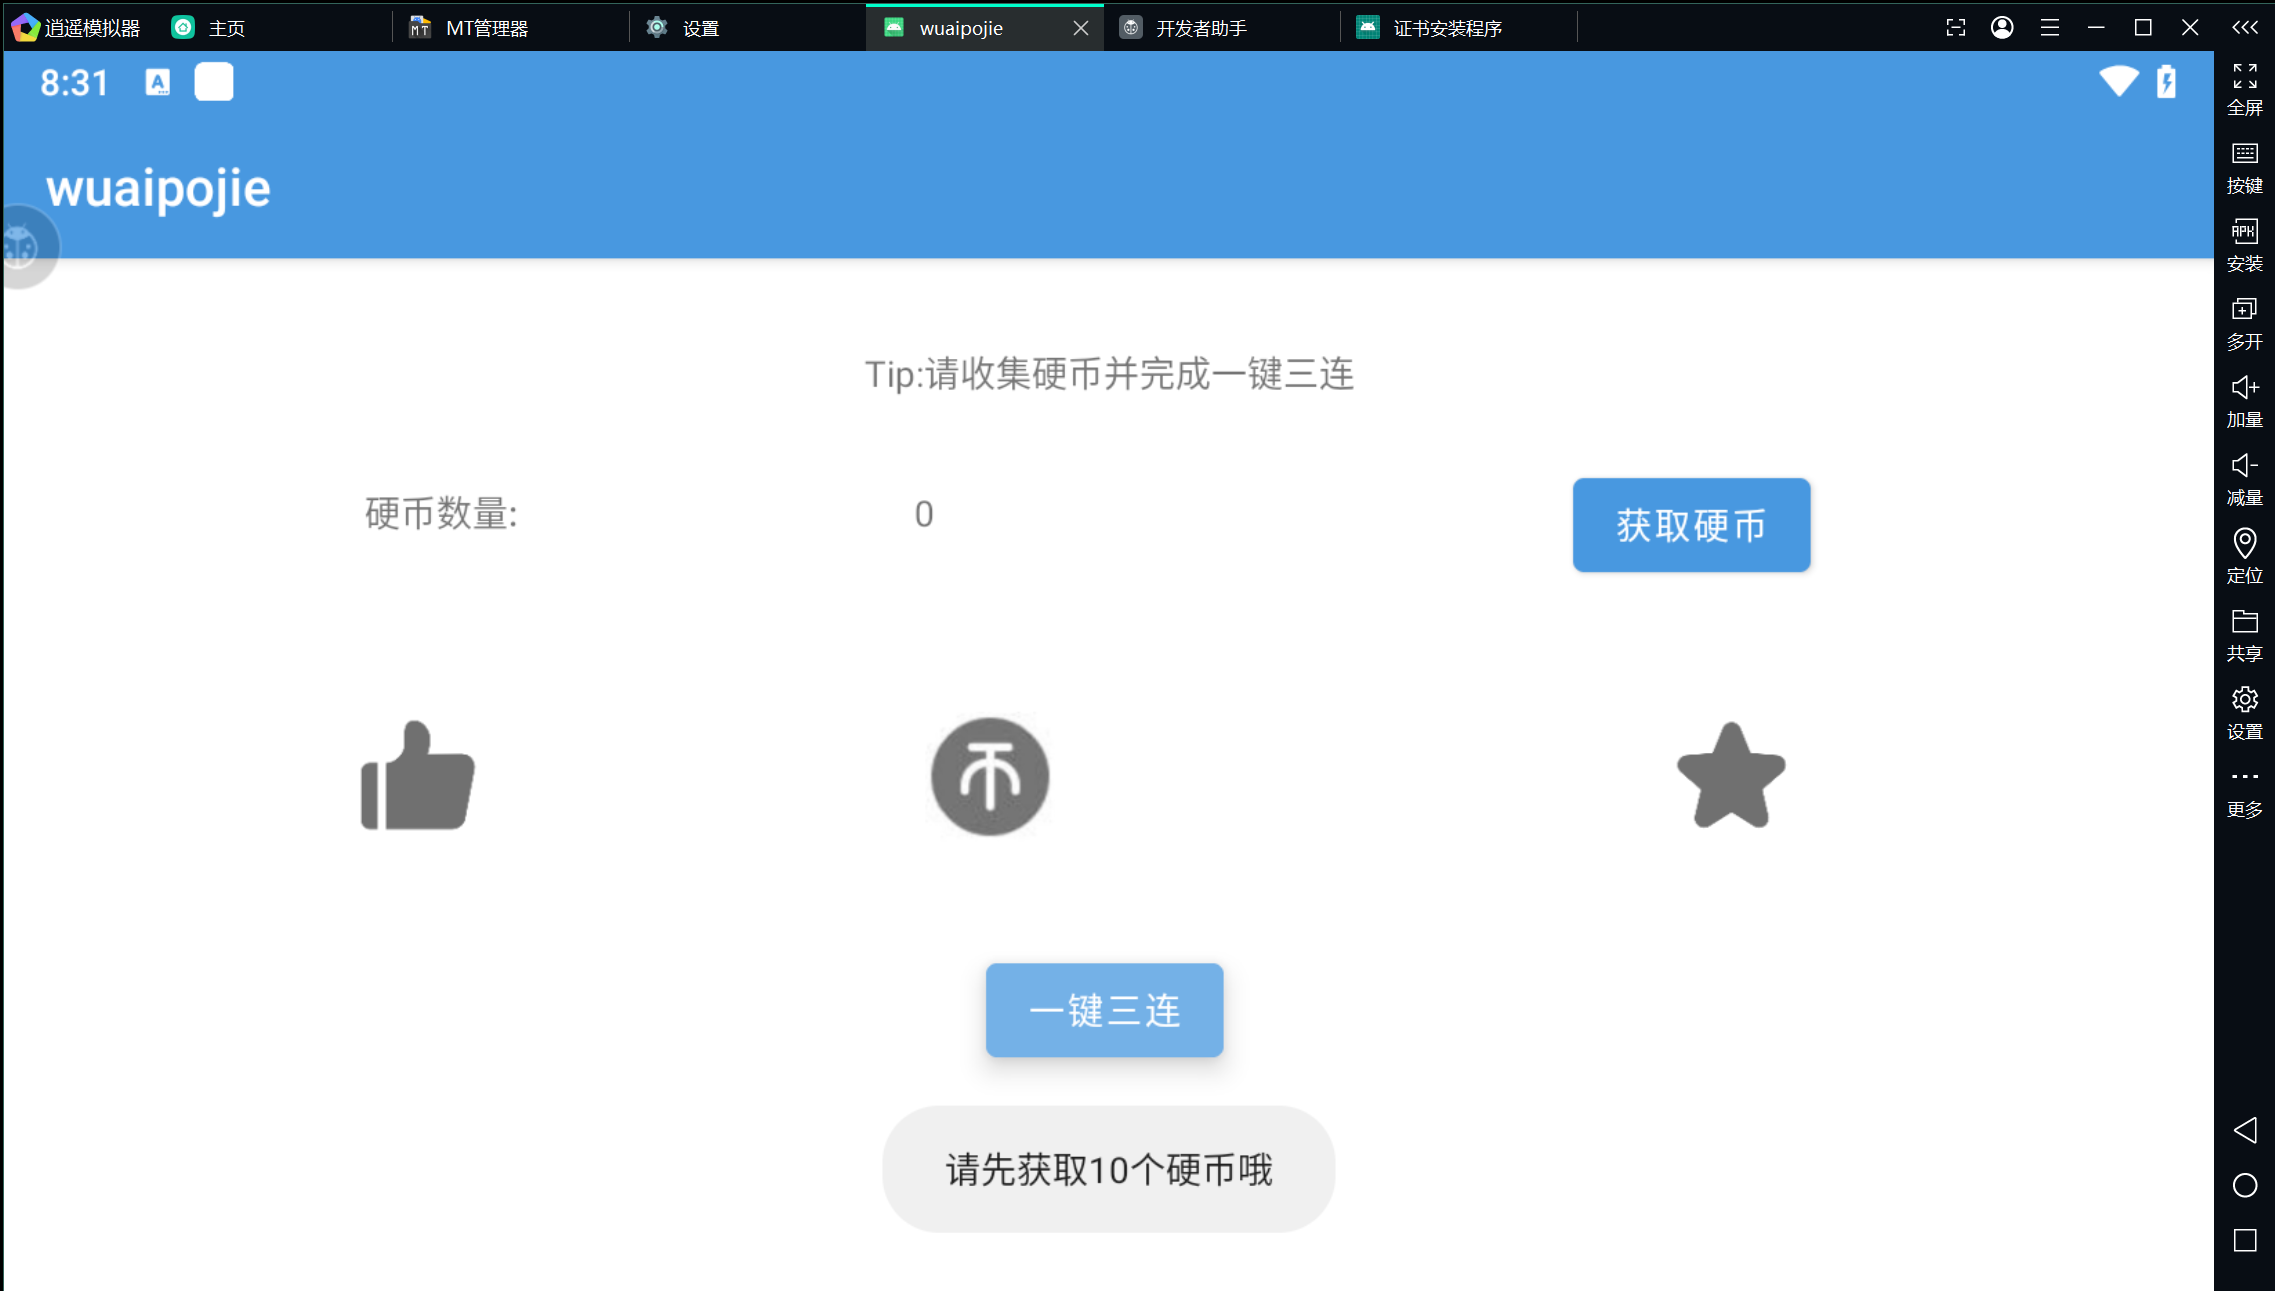 逍遥模拟器 主页 MT管理器 设置 wuaipojie 开发者助手 证书安装程序
8:31
全屏
wuaipojie
按键
安装
多开
Tip:请收集硬币并完成一键三连
加量
硬币数量: 0 获取硬币
减量
定位
共享
设置
更多
一键三连
请先获取10个硬币哦